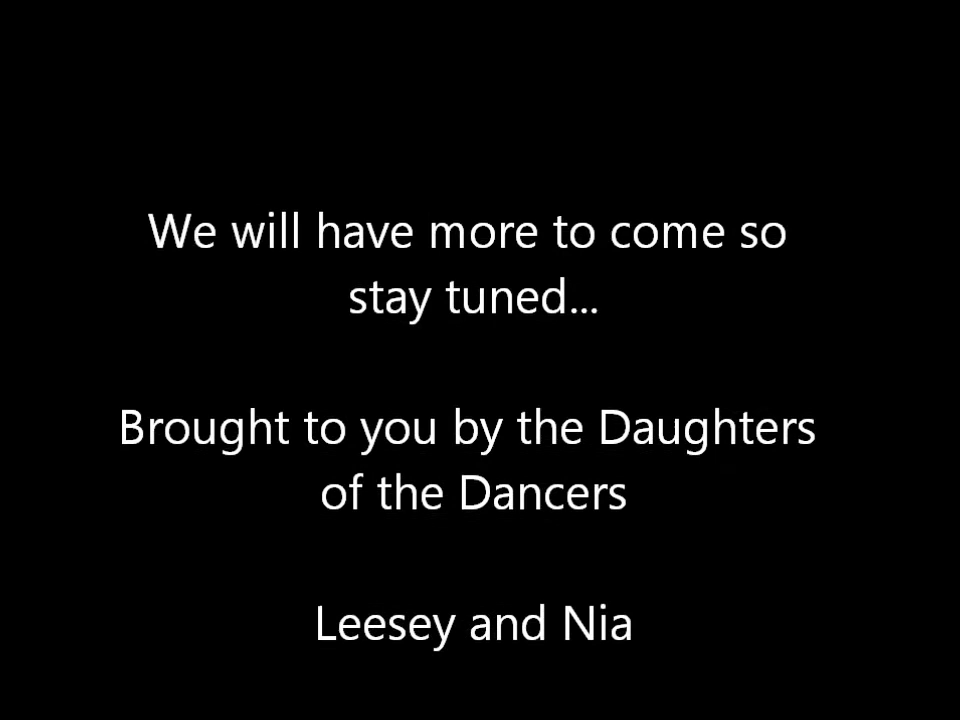 We will have more to come so
stay tuned...
Brought to you by the Daughters
of the Dancers
Leesey and Nia